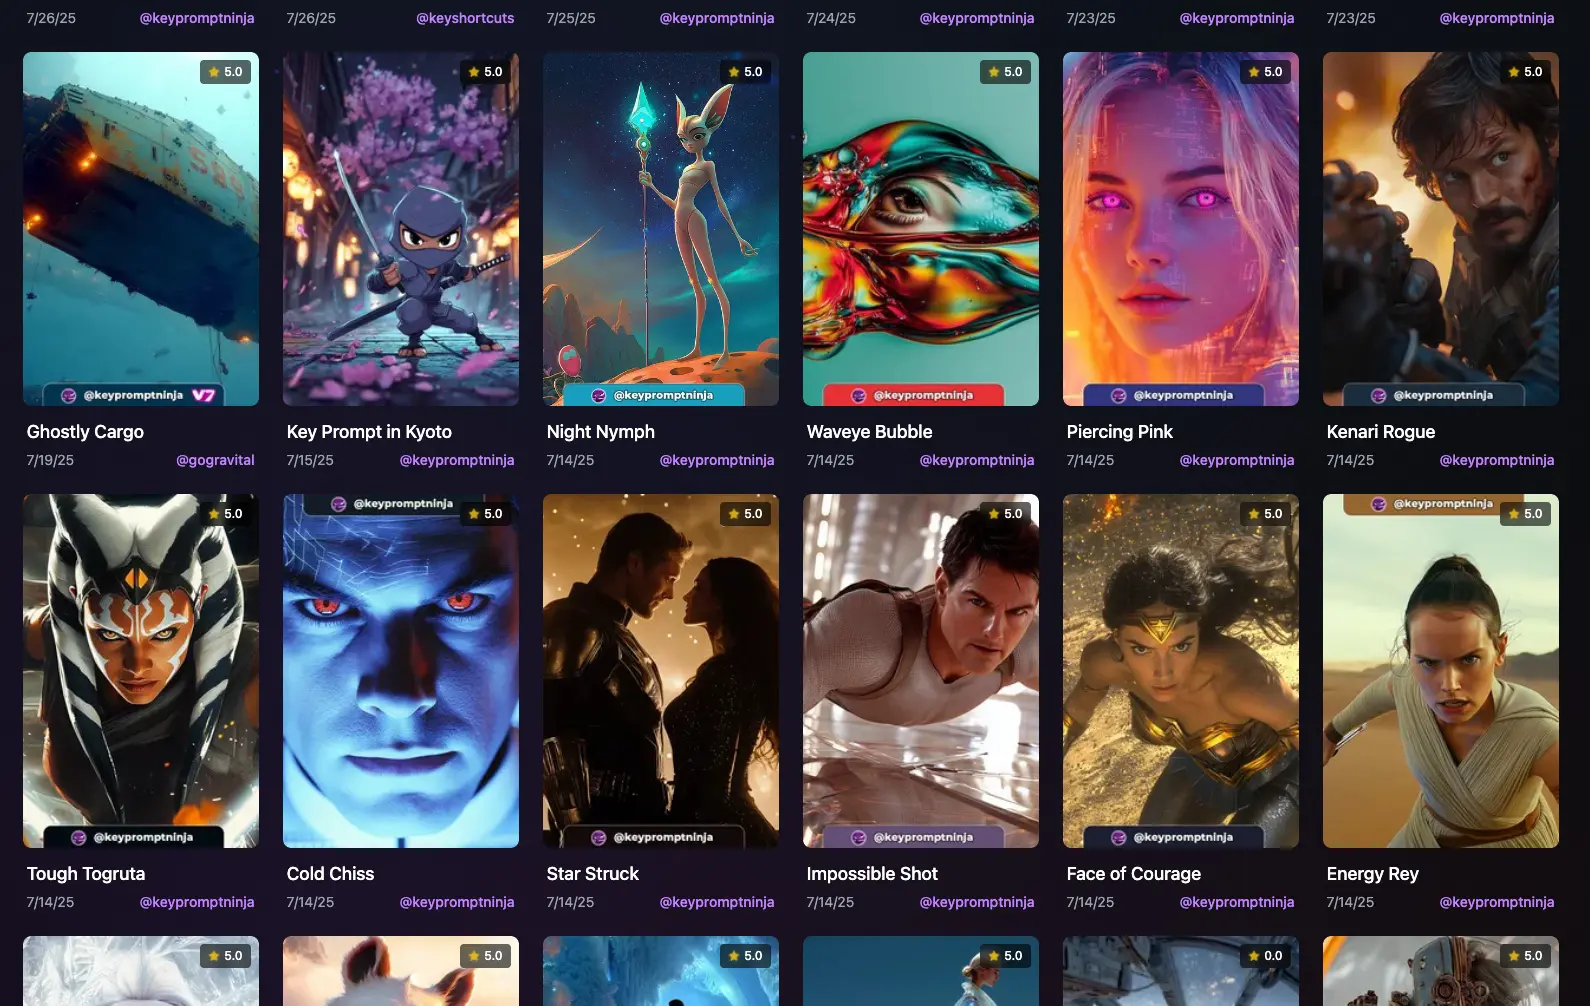 7/26/25 @keypromptninja 7/26/25 @keyshortcuts 7/25/25 @keypromptninja 7/24/25 @keypromptninja 7/23/25 @keypromptninja 7/23/25 @keypromptninja
5.0 5.0 5.0 5.0 5.0 5.0
@keypromptninja V7 @keypromptninja @keypromptninja @keypromptninja @keypromptninja
Ghostly Cargo Key Prompt in Kyoto Night Nymph Waveye Bubble Piercing Pink Kenari Rogue
7/19/25 @gogravital 7/15/25 @keypromptninja 7/14/25 @keypromptninja 7/14/25 @keypromptninja 7/14/25 @keypromptninja 7/14/25 @keypromptninja
@keypromptninja @keypromptninja
5.0 5.0 5.0 5.0 5.0 5.0
@keypromptninja @keypromptninja @keypromptninja @keypromptninja
Tough Togruta Cold Chiss Star Struck Impossible Shot Face of Courage Energy Rey
7/14/25 @keypromptninja 7/14/25 @keypromptninja 7/14/25 @keypromptninja 7/14/25 @keypromptninja 7/14/25 @keypromptninja 7/14/25 @keypromptninja
5.0 5.0 5.0 5.0 0.0 5.0